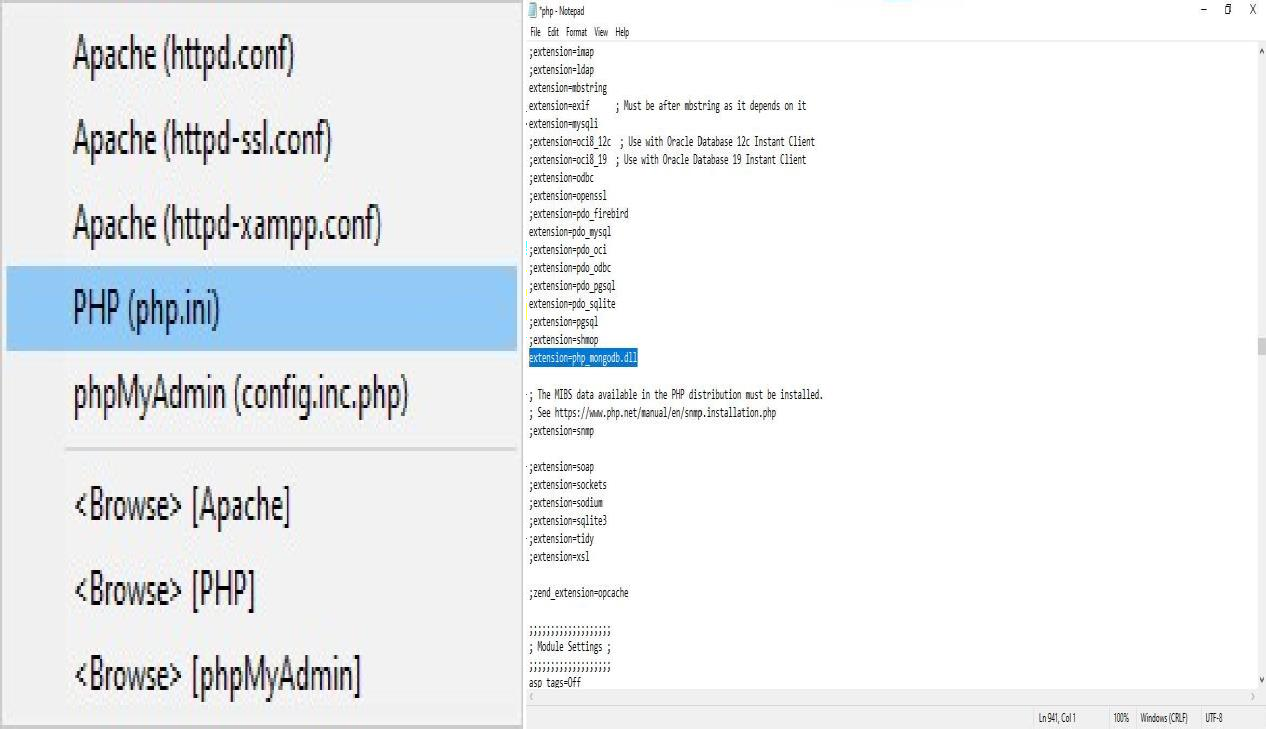 Apache (httpd.conf)
Apache (httpd-ssl.conf)
Apache (httpd-xampp.conf)
PHP (php.ini)
phpMyAdmin (config.inc.php)
<Browse> [Apache]
<Browse> [PHP]
<Browse> [phpMyAdmin]
*php - Notepad
File Edit Format View Help
;extension=imap
;extension=ldap
extension=mbstring
extension=exif      ; Must be after mbstring as it depends on it
extension=mysqli
;extension=oci8_12c  ; Use with Oracle Database 12c Instant Client
;extension=oci8_19  ; Use with Oracle Database 19 Instant Client
;extension=odbc
;extension=openssl
;extension=pdo_firebird
extension=pdo_mysql
;extension=pdo_oci
;extension=pdo_odbc
;extension=pdo_pgsql
extension=pdo_sqlite
;extension=pgsql
;extension=shmop
extension=php_mongodb.dll
; The MIBS data available in the PHP distribution must be installed.
; See https://www.php.net/manual/en/snmp.installation.php
;extension=snmp
;extension=soap
;extension=sockets
;extension=sodium
;extension=sqlite3
;extension=tidy
;extension=xsl
;zend_extension=opcache
;;;;;;;;;;;;;;;;;;;
; Module Settings ;
;;;;;;;;;;;;;;;;;;;
asp_tags=Off
Ln 941, Col 1 100% Windows (CRLF) UTF-8